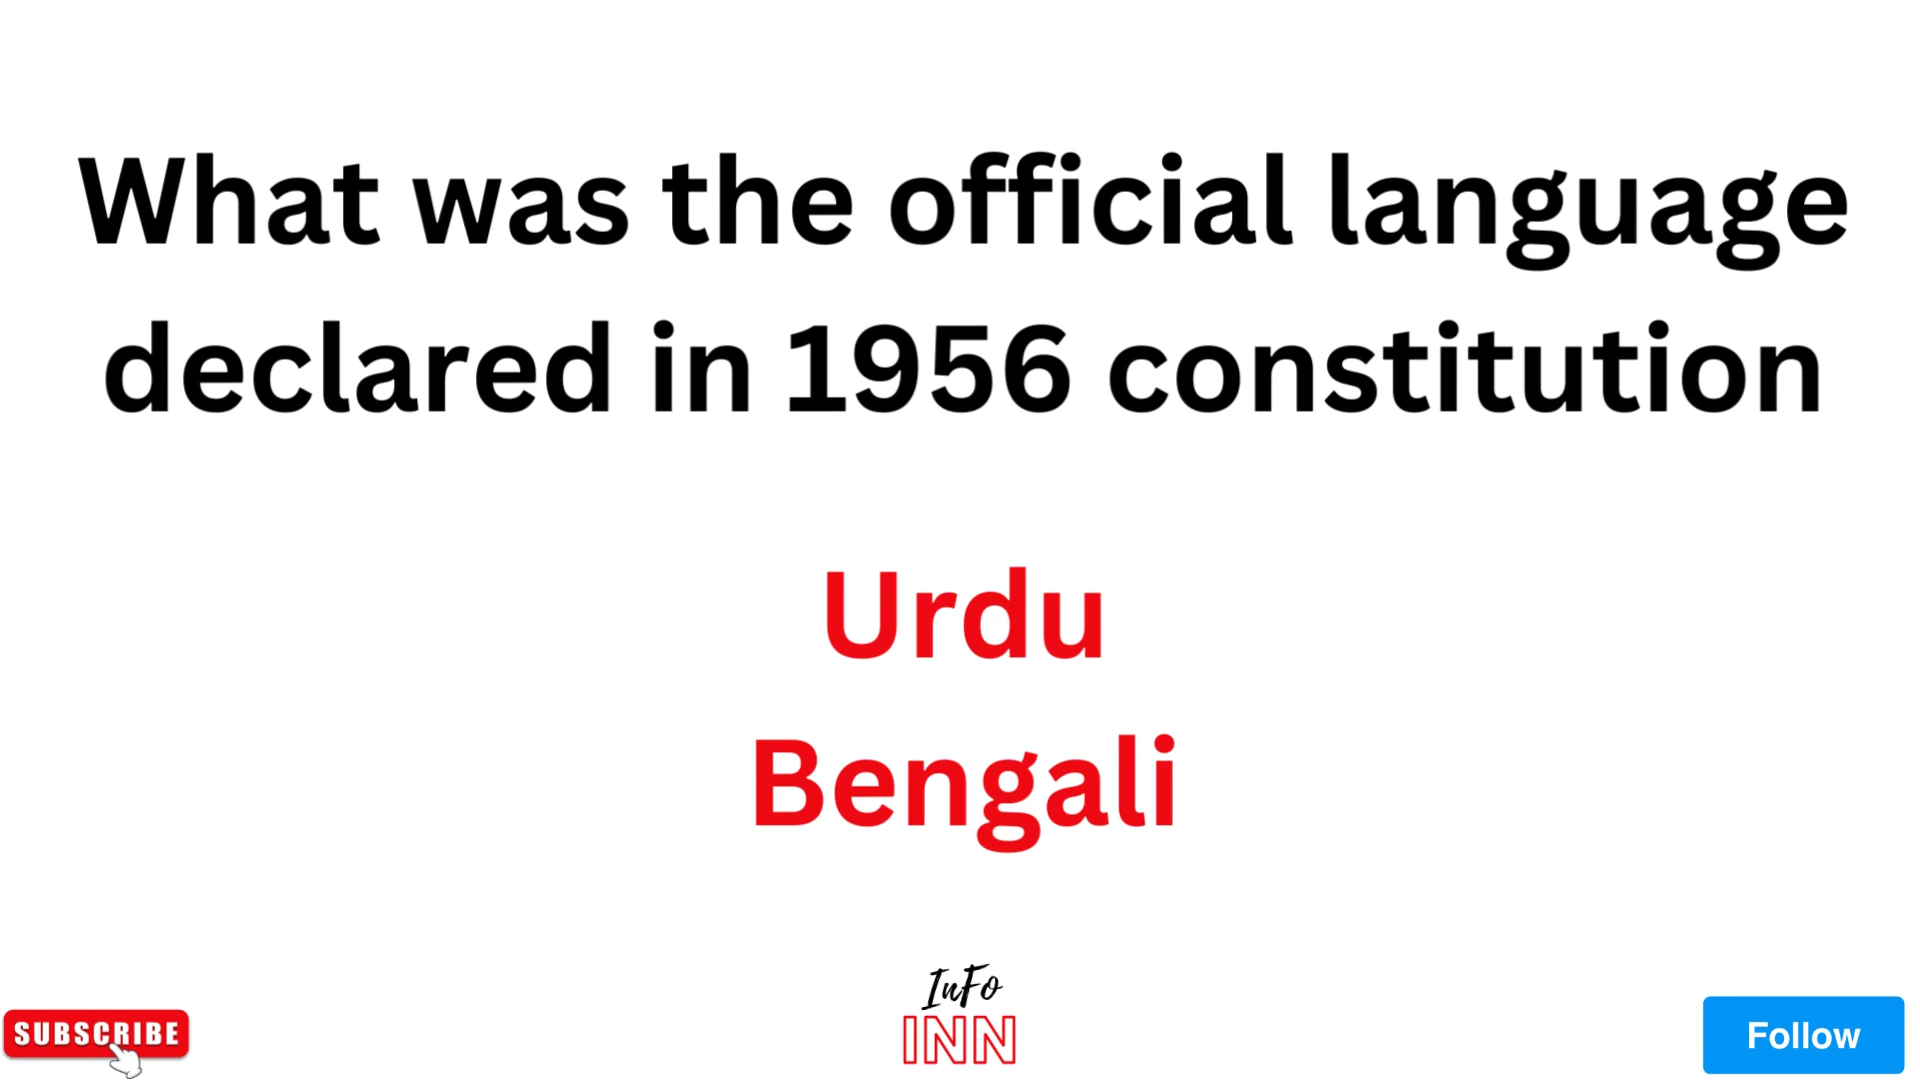 What was the official language
declared in 1956 constitution
Urdu
Bengali
InFo
INN
SUBSCRIBE
Follow